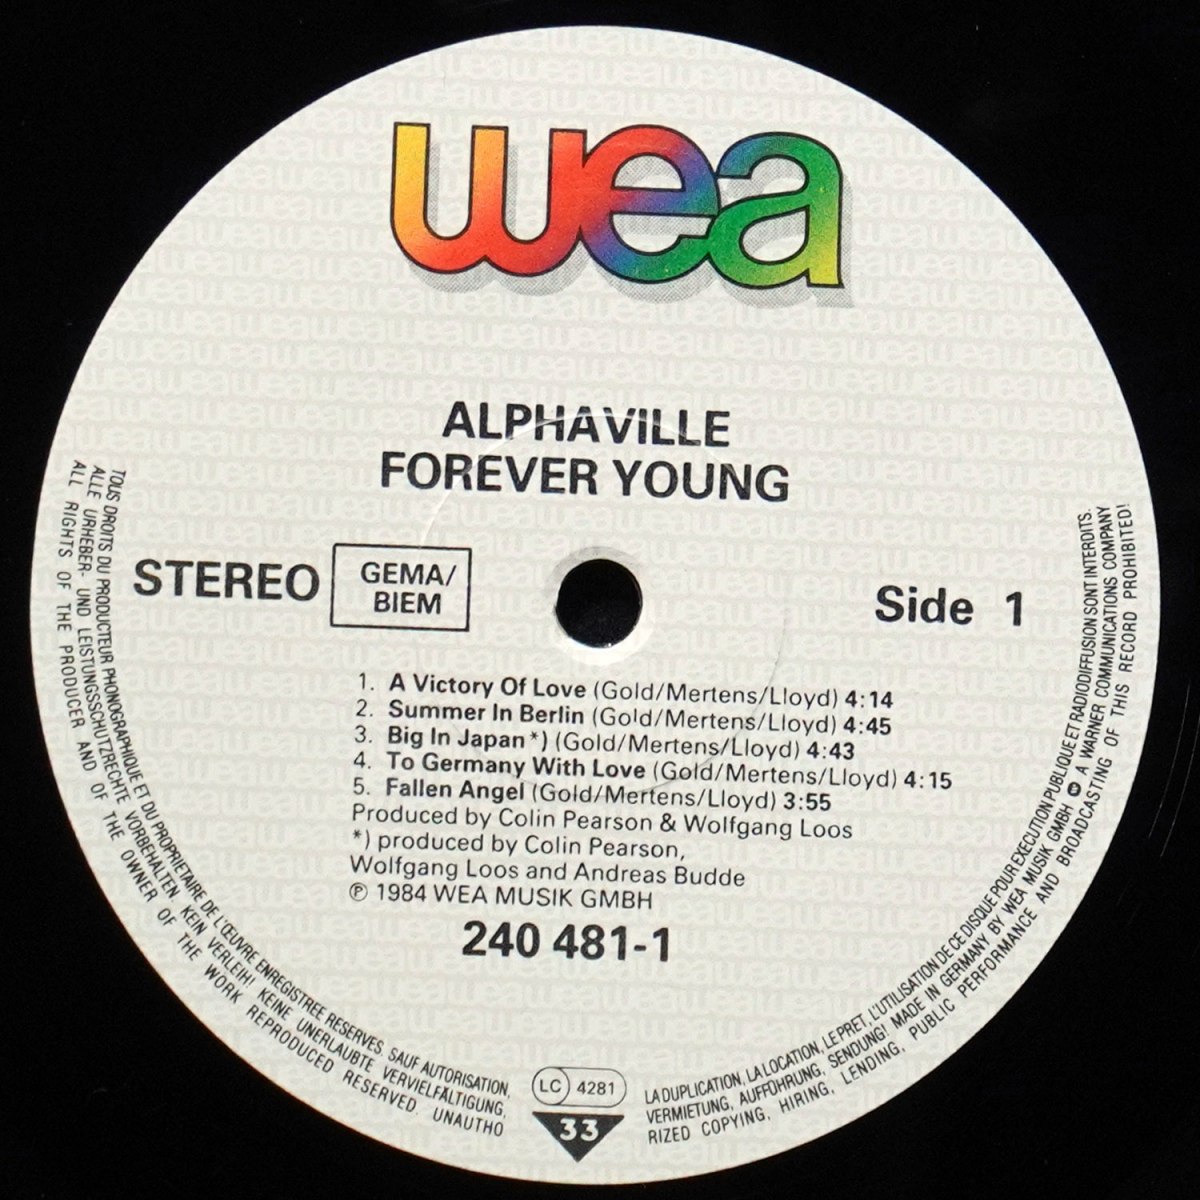 wea
ALPHAVILLE
FOREVER YOUNG
STEREO
GEMA/
BIEM
Side 1
1. A Victory Of Love (Gold/Mertens/Lloyd) 4:14
2. Summer In Berlin (Gold/Mertens/Lloyd) 4:45
3. Big In Japan *) (Gold/Mertens/Lloyd) 4:43
4. To Germany With Love (Gold/Mertens/Lloyd) 4:15
5. Fallen Angel (Gold/Mertens/Lloyd) 3:55
Produced by Colin Pearson & Wolfgang Loos
*) produced by Colin Pearson,
Wolfgang Loos and Andreas Budde
℗ 1984 WEA MUSIK GMBH
240 481-1
TOUS DROITS DU PRODUCTEUR PHONOGRAPHIQUE ET DU PROPRIETAIRE DE L'ŒUVRE ENREGISTREE RESERVES. SAUF AUTORISATION,
LA DUPLICATION, LA LOCATION, LE PRET, L'UTILISATION DE CE DISQUE POUR EXECUTION PUBLIQUE ET RADIODIFFUSION SONT INTERDITS.
ALLE URHEBER- UND LEISTUNGSSCHUTZRECHTE VORBEHALTEN. KEIN VERLEIH! KEINE UNERLAUBTE VERVIELFÄLTIGUNG,
VERMIETUNG, AUFFÜHRUNG, SENDUNG! MADE IN GERMANY BY WEA MUSIK GMBH A WARNER COMMUNICATIONS COMPANY
ALL RIGHTS OF THE PRODUCER AND OF THE OWNER OF THE WORK REPRODUCED RESERVED. UNAUTHO
RIZED COPYING, HIRING, LENDING, PUBLIC PERFORMANCE AND BROADCASTING OF THIS RECORD PROHIBITED!
LC 4281
33